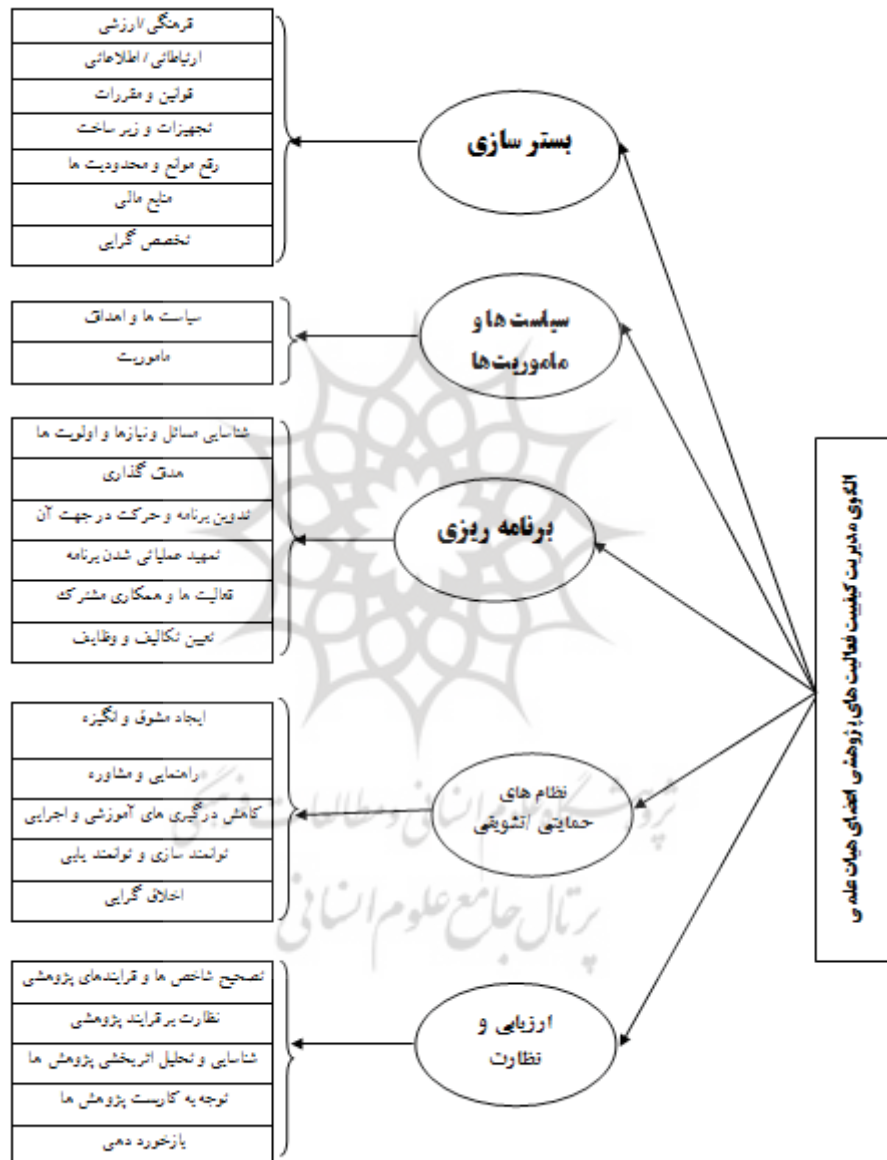 الگوی مدیریت کیفیت فعالیت های پژوهشی اعضای هیات علمی
بستر سازی
فرهنگی/ارزشی
ارتباطاتی/اطلاعاتی
قوانین و مقررات
تجهیزات و زیر ساخت
رفع موانع و محدودیت ها
منابع مالی
تخصص گرایی
سیاست ها و
ماموریت‌ها
سیاست ها و اهداف
ماموریت
برنامه ریزی
شناسایی مسائل و نیازها و اولویت ها
هدف گذاری
تدوین برنامه و حرکت در جهت آن
تمهید عملیاتی شدن برنامه
فعالیت ها و همکاری مشترک
تعیین تکالیف و وظایف
نظام های
حمایتی /تشویقی
ایجاد مشوق و انگیزه
راهنمایی و مشاوره
کاهش درگیری های آموزشی و اجرایی
توانمند سازی و توانمند یابی
اخلاق گرایی
ارزیابی و
نظارت
تصحیح شاخص ها و فرایندهای پژوهشی
نظارت بر فرایند پژوهشی
شناسایی و تحلیل اثربخشی پژوهش ها
توجه به کاربست پژوهش ها
بازخورد دهی
پژوهشگاه علوم انسانی و مطالعات فرهنگی
پرتال جامع علوم انسانی